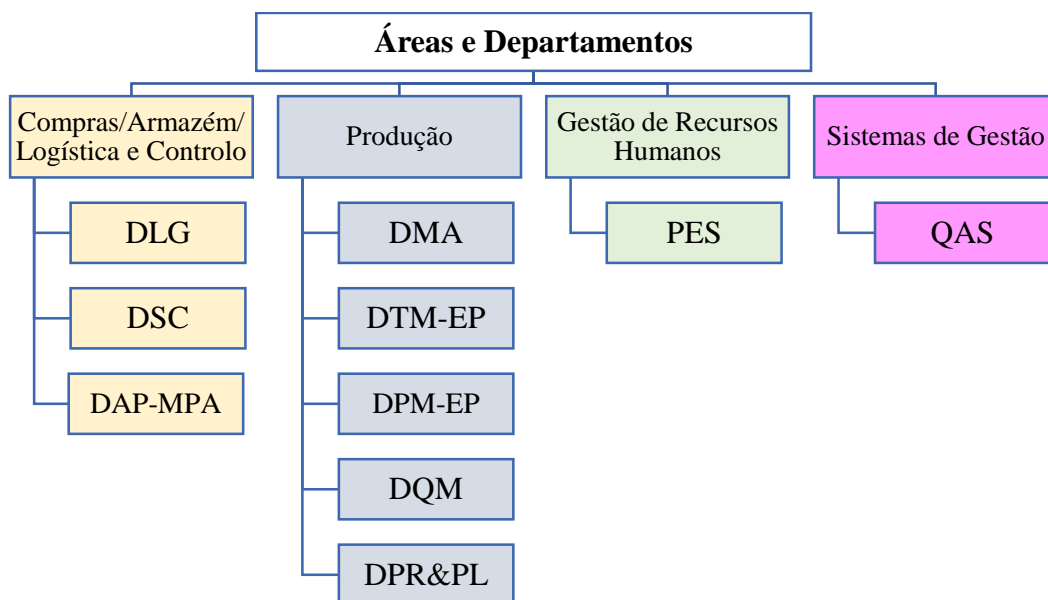 Áreas e Departamentos
Compras/Armazém/
Logística e Controlo
DLG
DSC
DAP-MPA
Produção
DMA
DTM-EP
DPM-EP
DQM
DPR&PL
Gestão de Recursos
Humanos
PES
Sistemas de Gestão
QAS